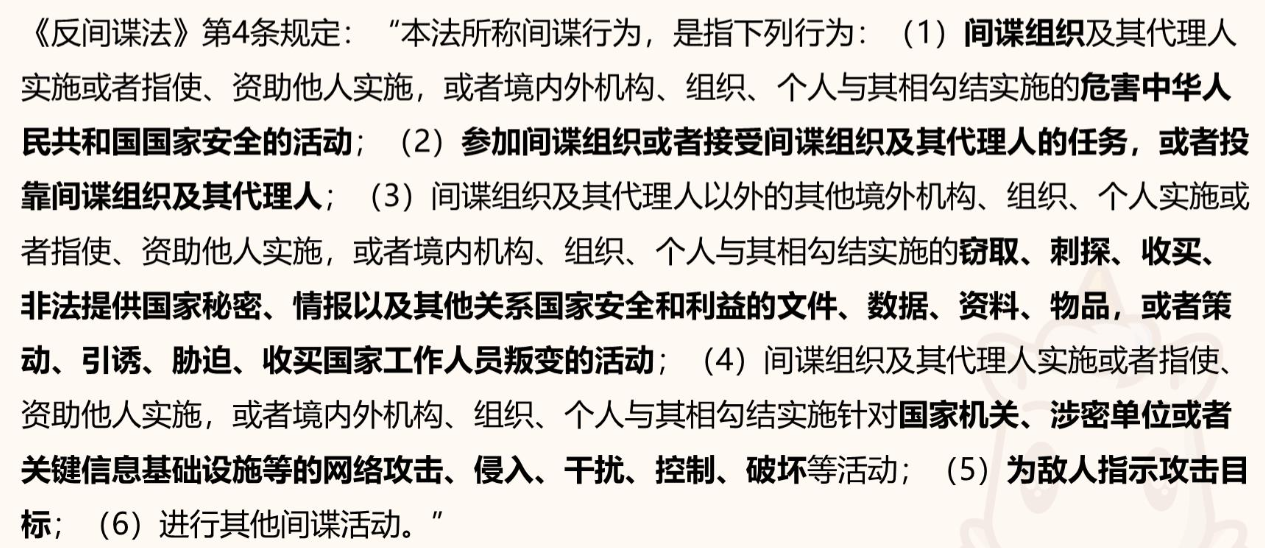 《反间谍法》第4条规定：“本法所称间谍行为，是指下列行为：（1）间谍组织及其代理人
实施或者指使、资助他人实施，或者境内外机构、组织、个人与其相勾结实施的危害中华人
民共和国国家安全的活动；（2）参加间谍组织或者接受间谍组织及其代理人的任务，或者投
靠间谍组织及其代理人；（3）间谍组织及其代理人以外的其他境外机构、组织、个人实施或
者指使、资助他人实施，或者境内机构、组织、个人与其相勾结实施的窃取、刺探、收买、
非法提供国家秘密、情报以及其他关系国家安全和利益的文件、数据、资料、物品，或者策
动、引诱、胁迫、收买国家工作人员叛变的活动；（4）间谍组织及其代理人实施或者指使、
资助他人实施，或者境内外机构、组织、个人与其相勾结实施针对国家机关、涉密单位或者
关键信息基础设施等的网络攻击、侵入、干扰、控制、破坏等活动；（5）为敌人指示攻击目
标；（6）进行其他间谍活动。”